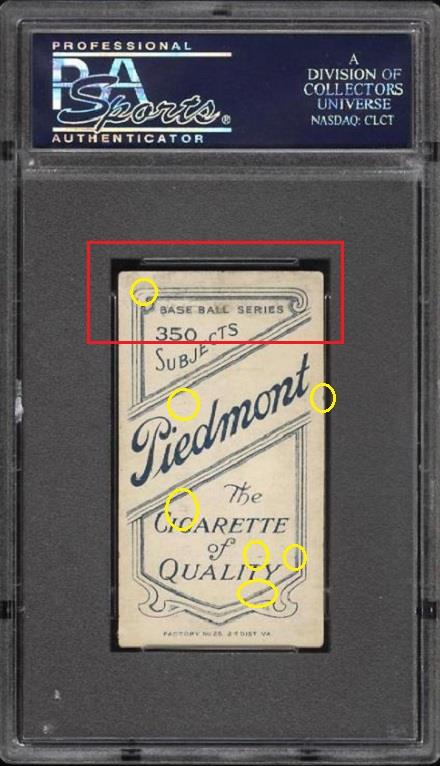 PROFESSIONAL
PSA
Sports®
AUTHENTICATOR
A
DIVISION OF
COLLECTORS
UNIVERSE
NASDAQ: CLCT
BASE BALL SERIES
350
SUBJECTS
Piedmont
The
CIGARETTE
of
QUALITY
FACTORY No 25, 2nd DIST. VA.